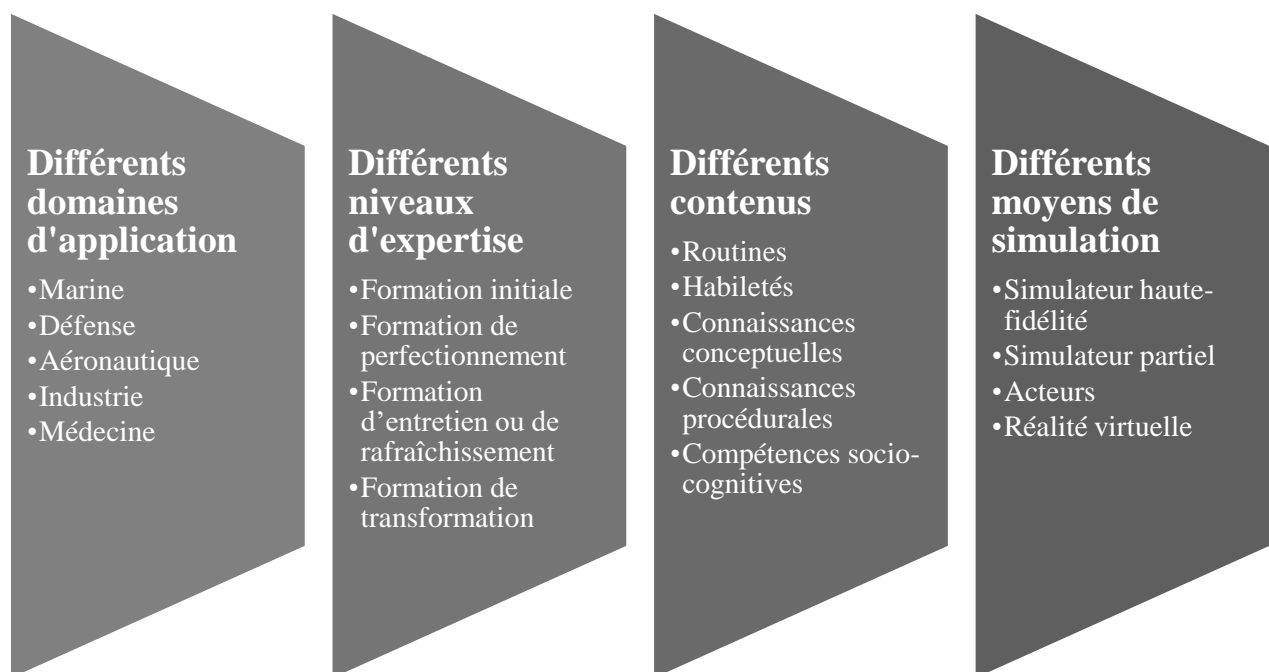 Différents
domaines
d'application
•Marine
•Défense
•Aéronautique
•Industrie
•Médecine
Différents
niveaux
d'expertise
•Formation initiale
•Formation de
perfectionnement
•Formation
d’entretien ou de
rafraîchissement
•Formation de
transformation
Différents
contenus
•Routines
•Habiletés
•Connaissances
conceptuelles
•Connaissances
procédurales
•Compétences socio-
cognitives
Différents
moyens de
simulation
•Simulateur haute-
fidélité
•Simulateur partiel
•Acteurs
•Réalité virtuelle